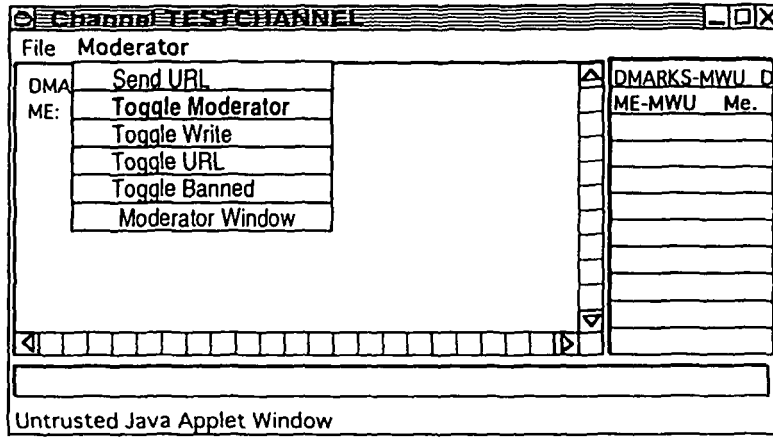 Channel TESTCHANNEL
File Moderator
DMA
ME:
Send URL
Toggle Moderator
Toggle Write
Toggle URL
Toggle Banned
Moderator Window
DMARKS-MWU D
ME-MWU Me.
Untrusted Java Applet Window